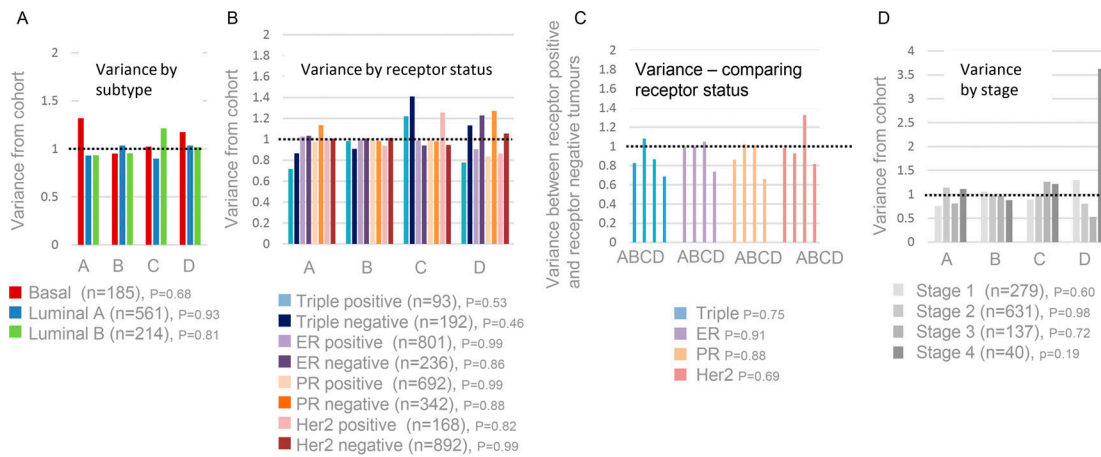 A
Variance by
subtype
Variance from cohort
2
1.5
1
0.5
0
A B C D
Basal (n=185), P=0.68
Luminal A (n=561), P=0.93
Luminal B (n=214), P=0.81
B
Variance by receptor status
Variance from cohort
2
1.8
1.6
1.4
1.2
1
0.8
0.6
0.4
0.2
0
A B C D
Triple positive (n=93), P=0.53
Triple negative (n=192), P=0.46
ER positive (n=801), P=0.99
ER negative (n=236), P=0.86
PR positive (n=692), P=0.99
PR negative (n=342), P=0.88
Her2 positive (n=168), P=0.82
Her2 negative (n=892), P=0.99
C
Variance – comparing
receptor status
Variance between receptor positive
and receptor negative tumours
2
1.8
1.6
1.4
1.2
1
0.8
0.6
0.4
0.2
0
ABCD ABCD ABCD ABCD
Triple P=0.75
ER P=0.91
PR P=0.88
Her2 P=0.69
D
Variance
by stage
Variance from cohort
4
3.5
3
2.5
2
1.5
1
0.5
0
A B C D
Stage 1 (n=279), P=0.60
Stage 2 (n=631), P=0.98
Stage 3 (n=137), P=0.72
Stage 4 (n=40), p=0.19